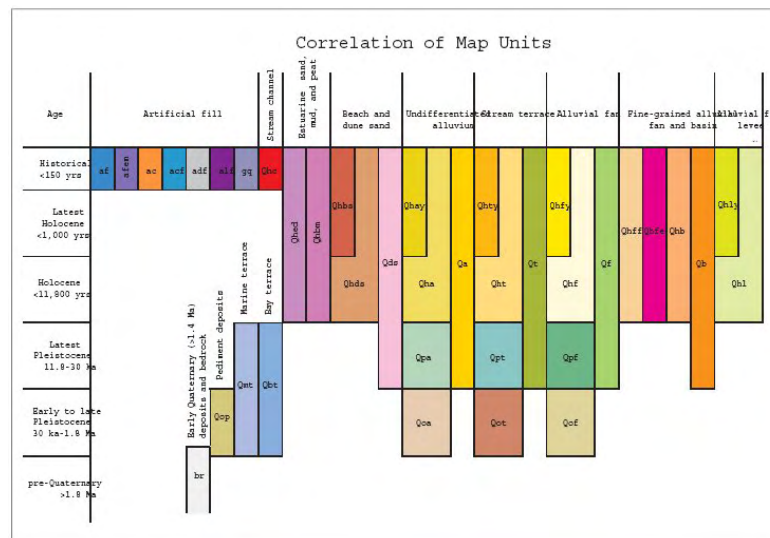 Correlation of Map Units
Age
Artificial fill
Stream channel
Estuarine sand,
mud, and peat
Beach and
dune sand
Undifferentiated
alluvium
Stream terrace
Alluvial fan
Fine-grained alluvial
fan and basin
Alluvial f
levee
Historical
<150 yrs
af
afem
ac
acf
adf
alf
gq
Qhc
Latest
Holocene
<1,000 yrs
Qhed
Qhbm
Qhbs
Qds
Qhay
Qa
Qhty
Qt
Qhfy
Qf
Qhff
Qhfe
Qhb
Qb
Qhly
Holocene
<11,800 yrs
Qhds
Qha
Qht
Qhf
Qhl
Early Quaternary (>1.4 Ma)
deposits and bedrock
Pediment deposits
Marine terrace
Bay terrace
Latest
Pleistocene
11.8-30 Ka
Qmt
Qbt
Qpa
Qpt
Qpf
Early to late
Pleistocene
30 ka-1.8 Ma
Qop
Qoa
Qot
Qof
br
pre-Quaternary
>1.8 Ma